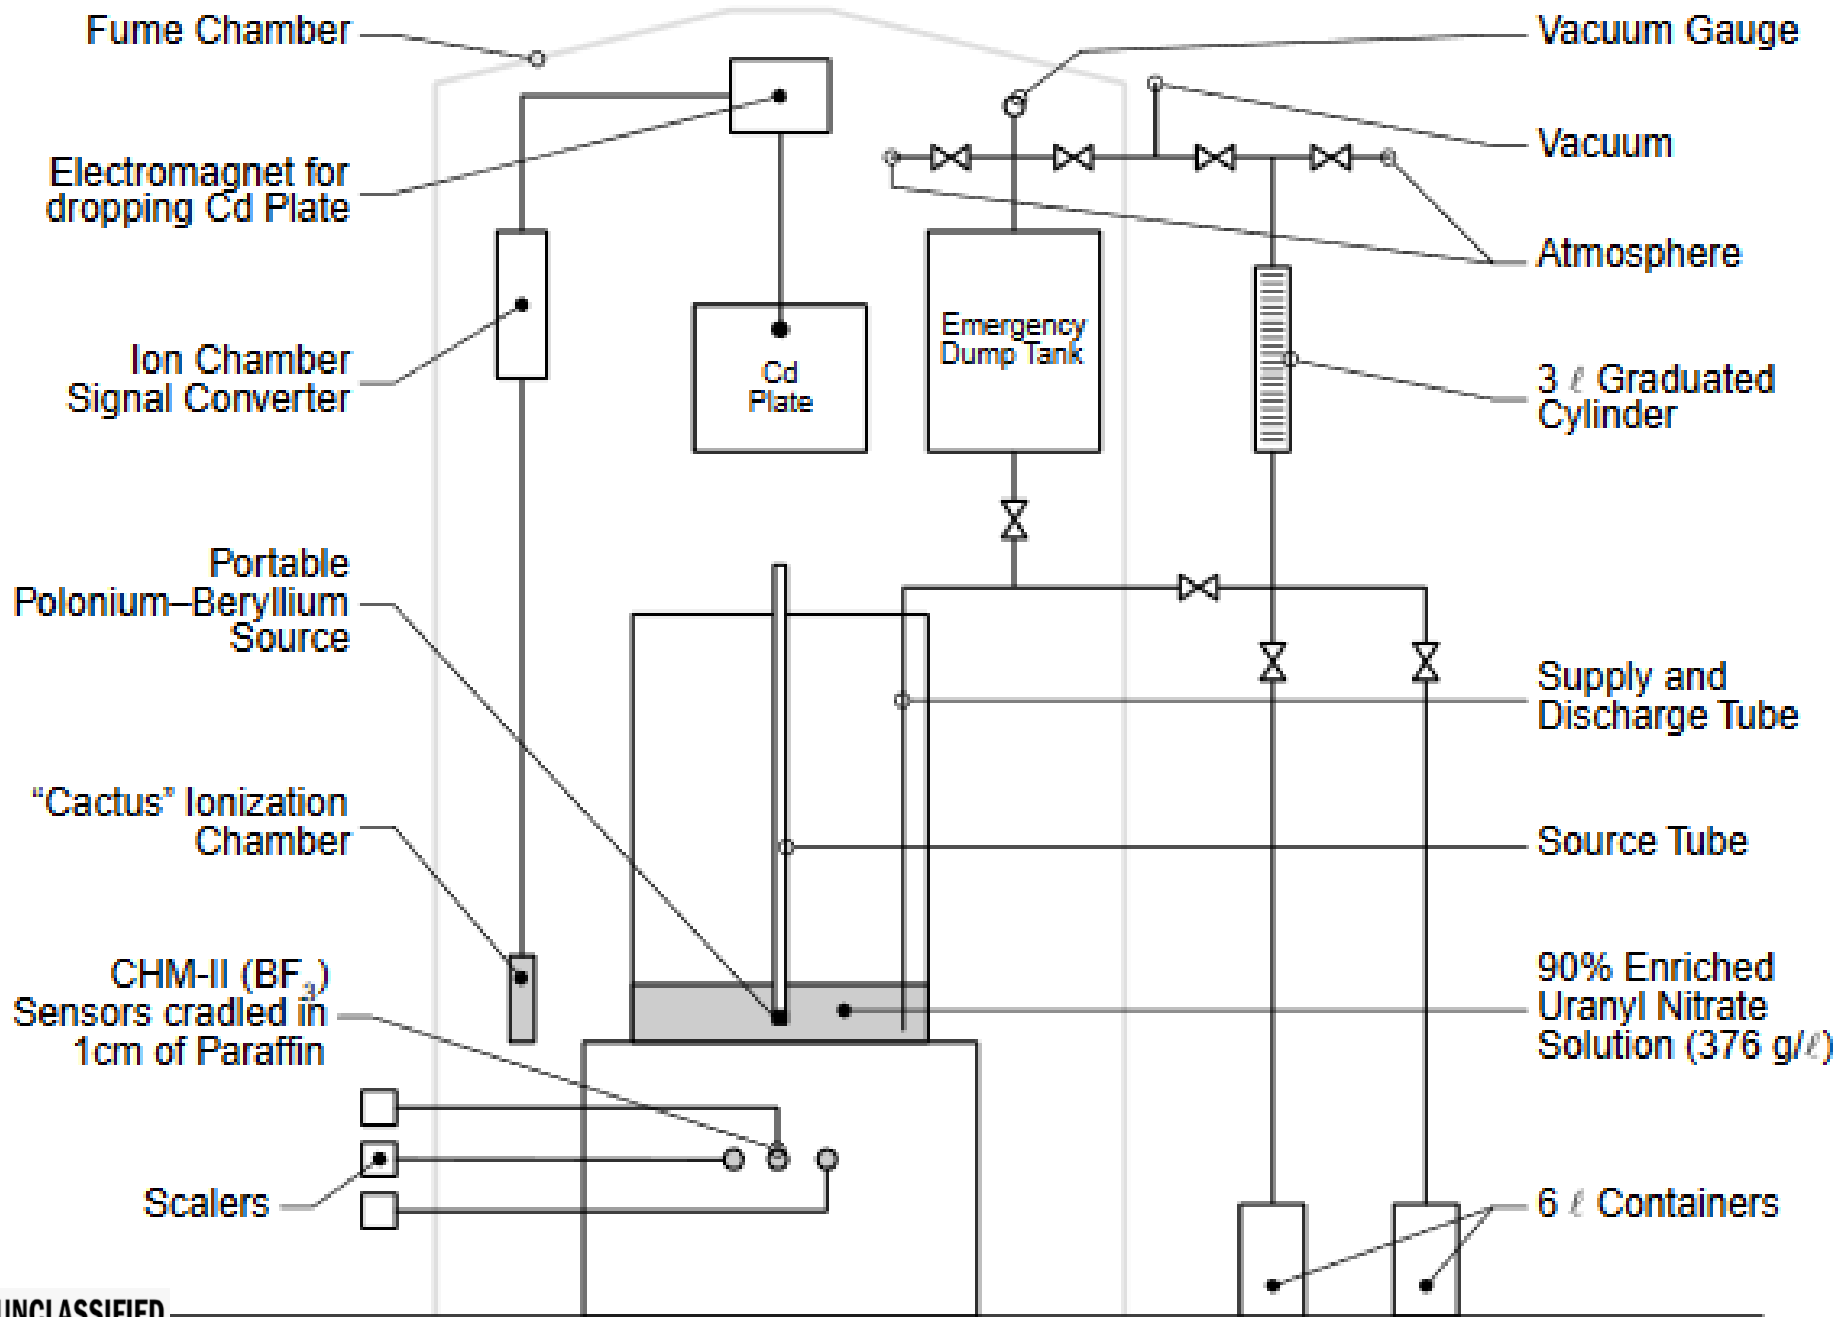 Fume Chamber
Electromagnet for
dropping Cd Plate
Ion Chamber
Signal Converter
Portable
Polonium–Beryllium
Source
“Cactus” Ionization
Chamber
CHM-II (BF₃)
Sensors cradled in
1cm of Paraffin
Scalers
Cd
Plate
Emergency
Dump Tank
Vacuum Gauge
Vacuum
Atmosphere
3 ℓ Graduated
Cylinder
Supply and
Discharge Tube
Source Tube
90% Enriched
Uranyl Nitrate
Solution (376 g/ℓ)
6 ℓ Containers
UNCLASSIFIED